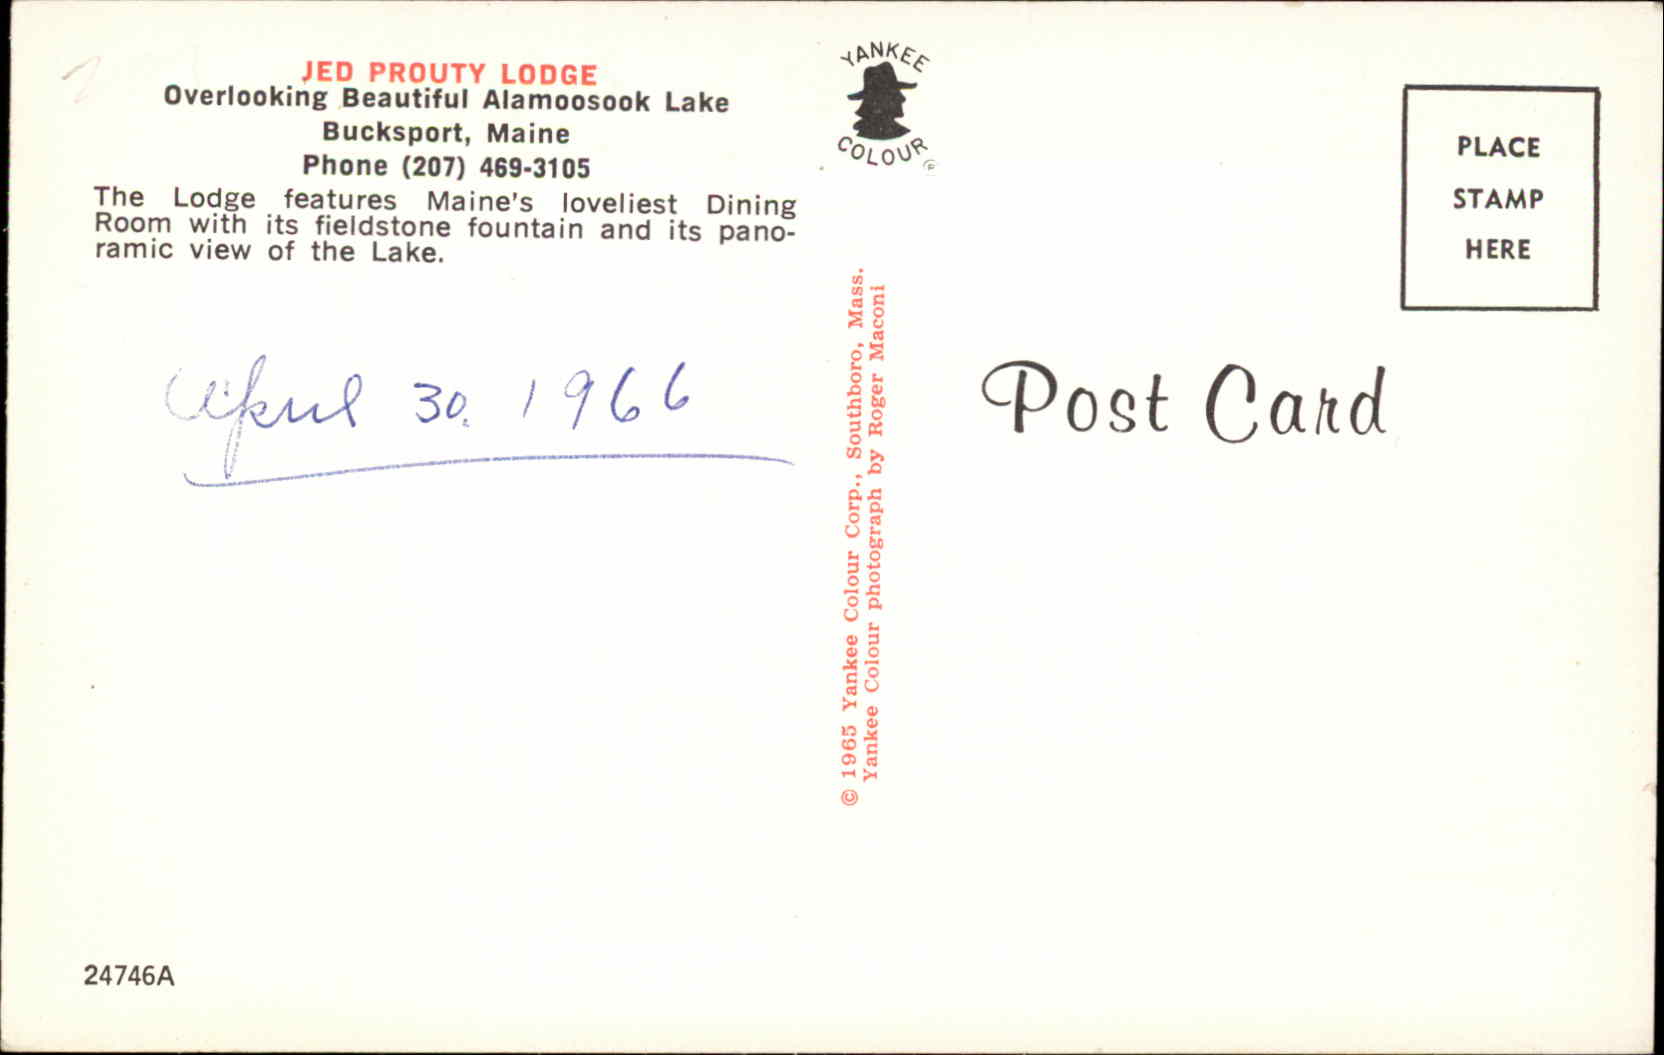 JED PROUTY LODGE
Overlooking Beautiful Alamoosook Lake
Bucksport, Maine
Phone (207) 469-3105
The Lodge features Maine's loveliest Dining
Room with its fieldstone fountain and its pano-
ramic view of the Lake.
April 30. 1966
24746A
YANKEE
COLOUR
© 1965 Yankee Colour Corp., Southboro, Mass.
Yankee Colour photograph by Roger Maconi
PLACE
STAMP
HERE
Post Card